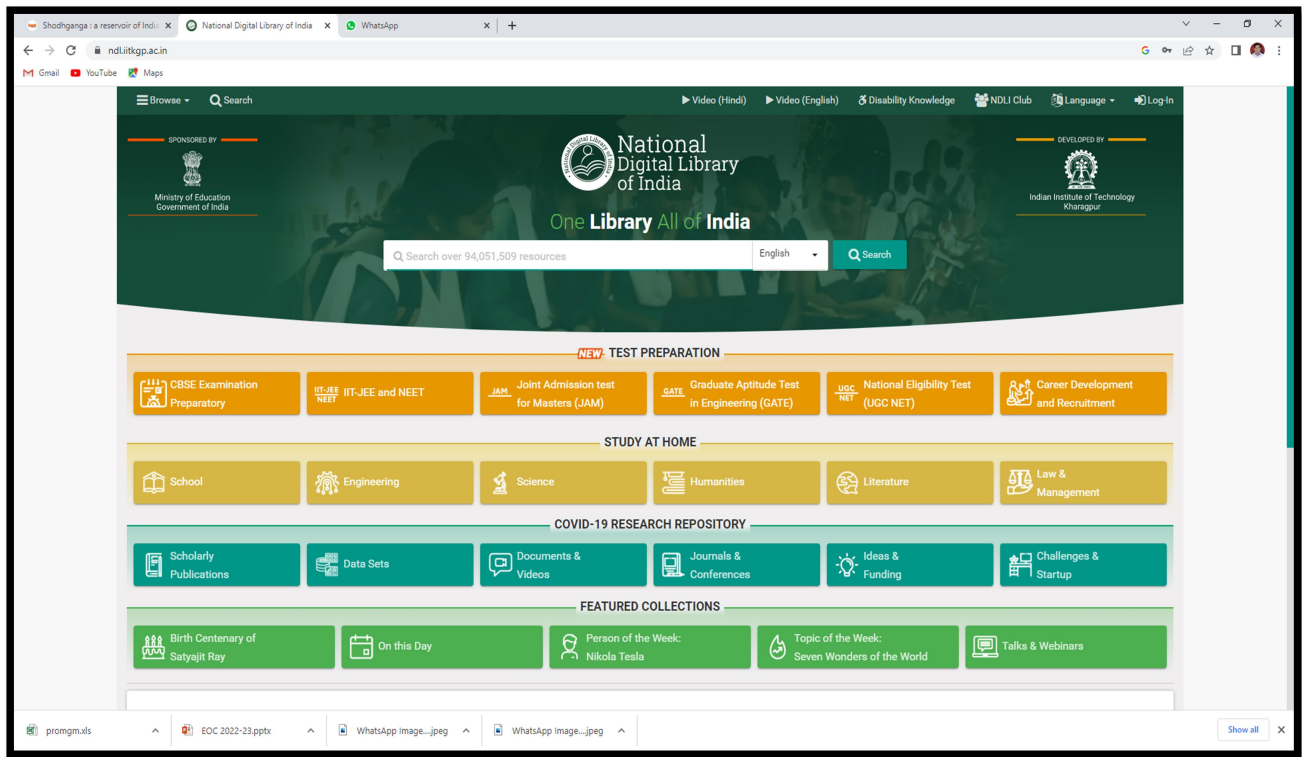 Shodhganga : a reservoir of India
National Digital Library of India
WhatsApp
ndl.iitkgp.ac.in
Gmail YouTube Maps
Browse Search Video (Hindi) Video (English) Disability Knowledge NDLI Club Language Log-In
SPONSORED BY
Ministry of Education
Government of India
National
Digital Library
of India
One Library All of India
DEVELOPED BY
Indian Institute of Technology
Kharagpur
Search over 94,051,509 resources English Search
NEW TEST PREPARATION
CBSE Examination
Preparatory
IIT-JEE
NEET
IIT-JEE and NEET
JAM
Joint Admission test
for Masters (JAM)
GATE
Graduate Aptitude Test
in Engineering (GATE)
UGC
NET
National Eligibility Test
(UGC NET)
Career Development
and Recruitment
STUDY AT HOME
School
Engineering
Science
Humanities
Literature
Law &
Management
COVID-19 RESEARCH REPOSITORY
Scholarly
Publications
Data Sets
Documents &
Videos
Journals &
Conferences
Ideas &
Funding
Challenges &
Startup
FEATURED COLLECTIONS
Birth Centenary of
Satyajit Ray
On this Day
Person of the Week:
Nikola Tesla
Topic of the Week:
Seven Wonders of the World
Talks & Webinars
promgm.xls
EOC 2022-23.pptx
WhatsApp Image....jpeg
WhatsApp Image....jpeg
Show all